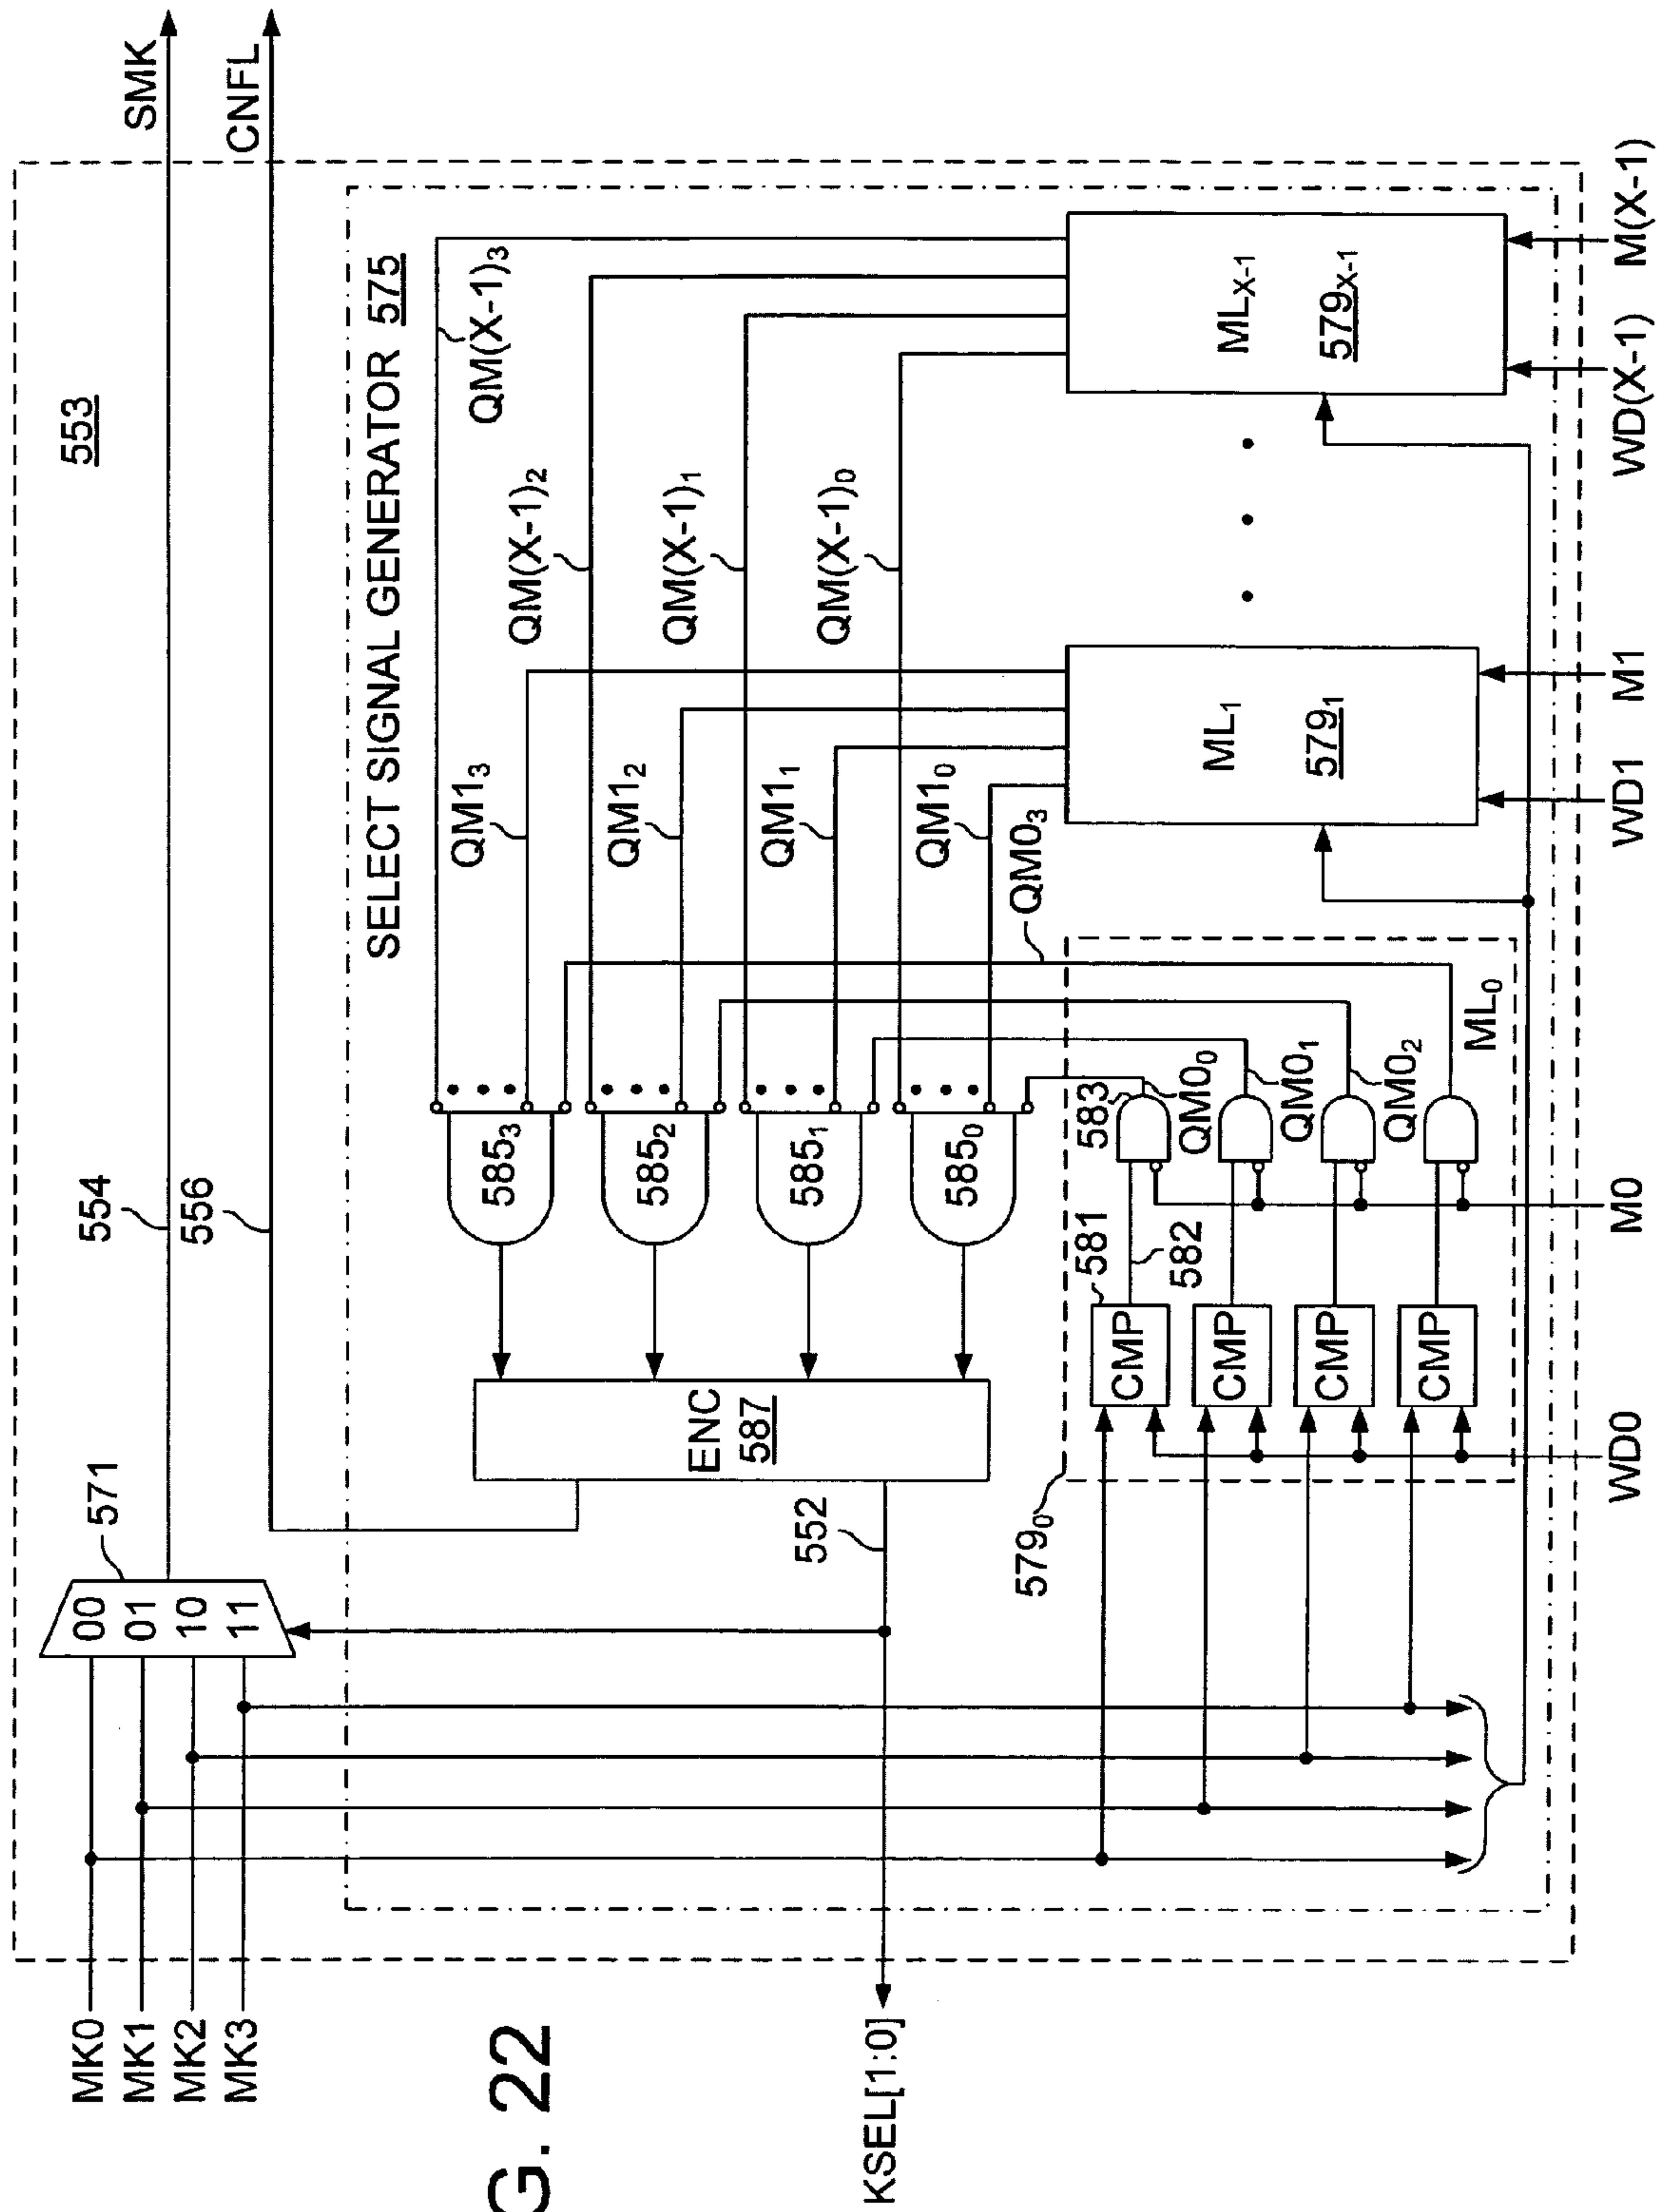 SMK
CNFL
553
554
556
571
00
01
10
11
MK0
MK1
MK2
MK3
SELECT SIGNAL GENERATOR 575
QM(X-1)₃
QM(X-1)₂
QM(X-1)₁
QM(X-1)₀
QM1₃
QM1₂
QM1₁
QM1₀
QM0₃
585₃
585₂
585₁
585₀
ENC
587
552
KSEL[1:0]
ML_X-1
579_X-1
ML₁
579₁
579₀
ML₀
583
QM0₀
QM0₁
QM0₂
581
582
CMP
CMP
CMP
CMP
WD0
M0
WD1
M1
WD(X-1)
M(X-1)
G. 22